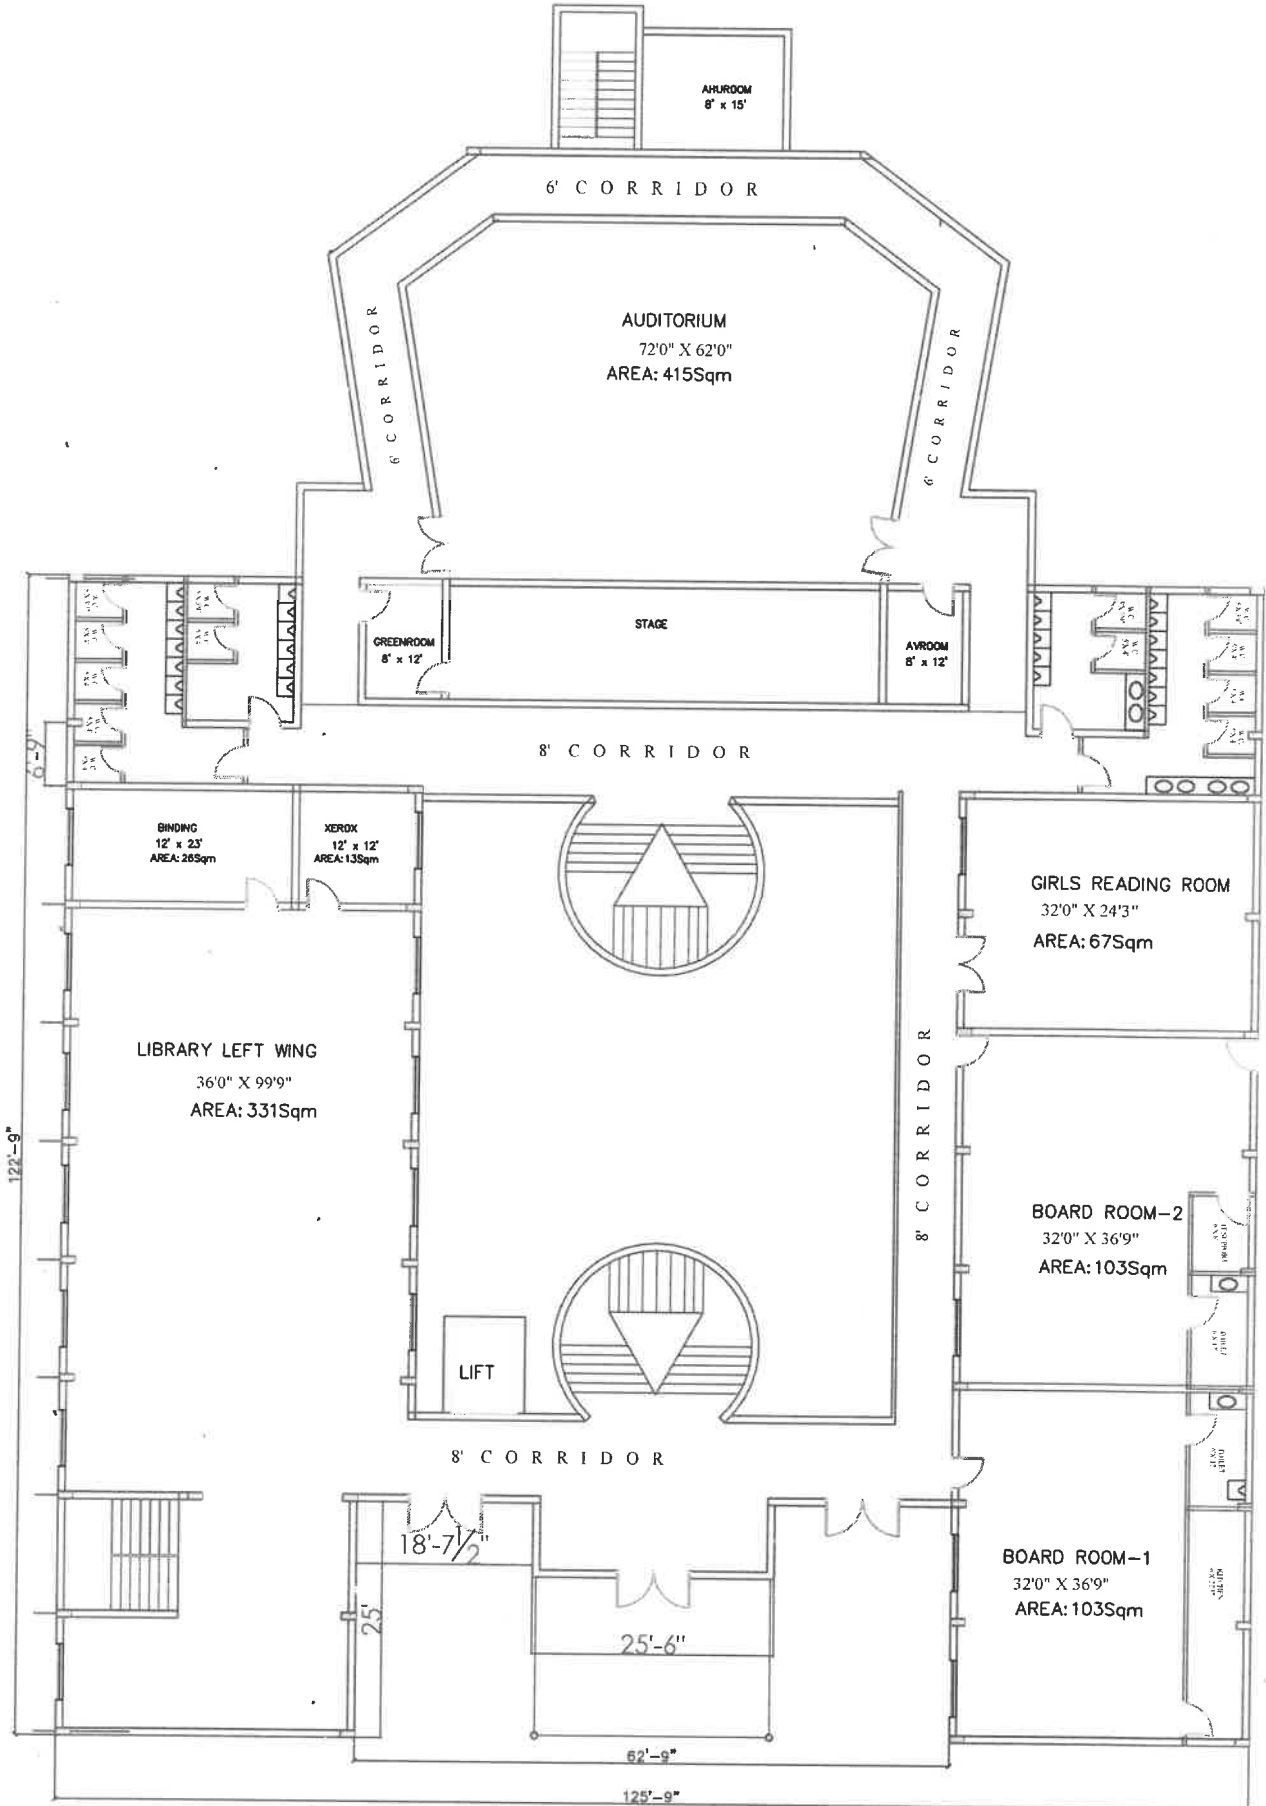 AHUROOM
8' x 15'
6' CORRIDOR
6' CORRIDOR
AUDITORIUM
72'0" X 62'0"
AREA: 415Sqm
6' CORRIDOR
GREENROOM
8' x 12'
STAGE
AVROOM
8' x 12'
W.C
W.C
W.C
W.C
8' CORRIDOR
6'-9"
BINDING
12' x 23'
AREA: 26Sqm
XEROX
12' x 12'
AREA: 13Sqm
GIRLS READING ROOM
32'0" X 24'3"
AREA: 67Sqm
LIBRARY LEFT WING
36'0" X 99'9"
AREA: 331Sqm
8' CORRIDOR
122'-9"
BOARD ROOM-2
32'0" X 36'9"
AREA: 103Sqm
LIFT
8' CORRIDOR
TOILET
18'-7 1/2"
25'
25'-6"
BOARD ROOM-1
32'0" X 36'9"
AREA: 103Sqm
62'-9"
125'-9"